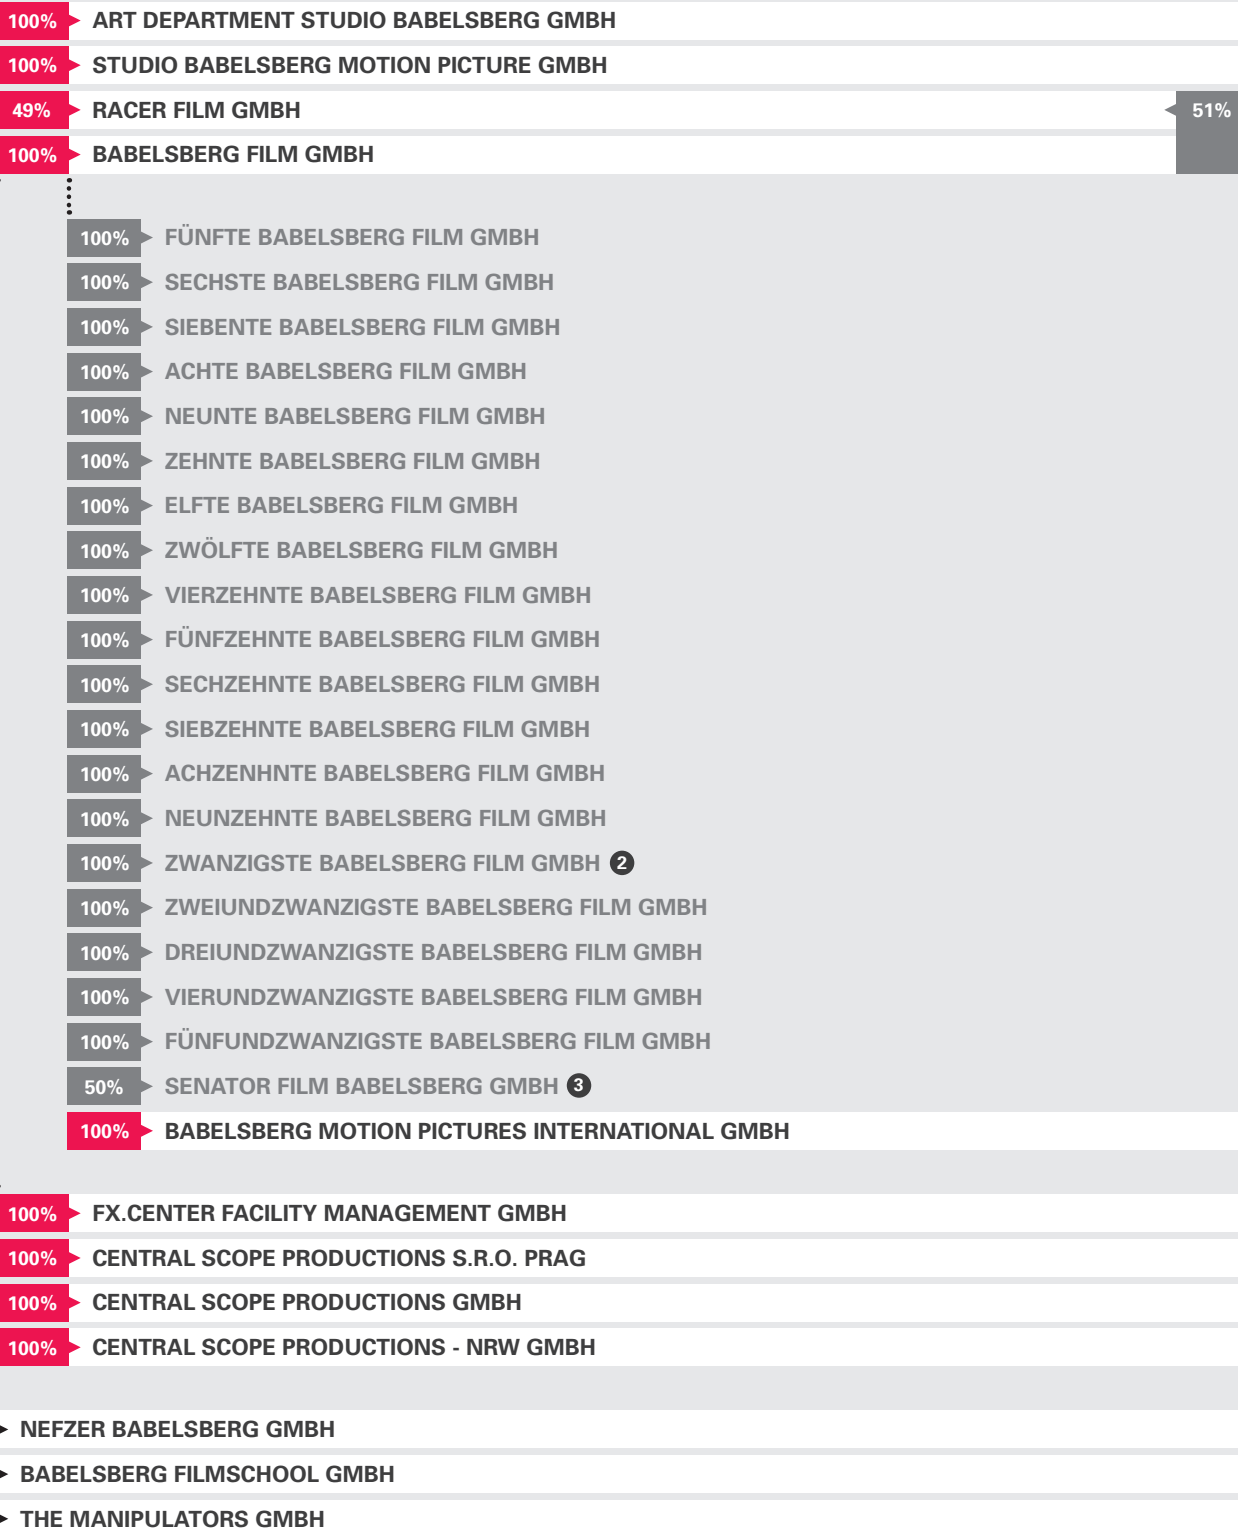 100% ART DEPARTMENT STUDIO BABELSBERG GMBH
100% STUDIO BABELSBERG MOTION PICTURE GMBH
49% RACER FILM GMBH 51%
100% BABELSBERG FILM GMBH
100% FÜNFTE BABELSBERG FILM GMBH
100% SECHSTE BABELSBERG FILM GMBH
100% SIEBENTE BABELSBERG FILM GMBH
100% ACHTE BABELSBERG FILM GMBH
100% NEUNTE BABELSBERG FILM GMBH
100% ZEHNTE BABELSBERG FILM GMBH
100% ELFTE BABELSBERG FILM GMBH
100% ZWÖLFTE BABELSBERG FILM GMBH
100% VIERZEHNTE BABELSBERG FILM GMBH
100% FÜNFZEHNTE BABELSBERG FILM GMBH
100% SECHZEHNTE BABELSBERG FILM GMBH
100% SIEBZEHNTE BABELSBERG FILM GMBH
100% ACHZENHNTE BABELSBERG FILM GMBH
100% NEUNZEHNTE BABELSBERG FILM GMBH
100% ZWANZIGSTE BABELSBERG FILM GMBH 2
100% ZWEIUNDZWANZIGSTE BABELSBERG FILM GMBH
100% DREIUNDZWANZIGSTE BABELSBERG FILM GMBH
100% VIERUNDZWANZIGSTE BABELSBERG FILM GMBH
100% FÜNFUNDZWANZIGSTE BABELSBERG FILM GMBH
50% SENATOR FILM BABELSBERG GMBH 3
100% BABELSBERG MOTION PICTURES INTERNATIONAL GMBH
100% FX.CENTER FACILITY MANAGEMENT GMBH
100% CENTRAL SCOPE PRODUCTIONS S.R.O. PRAG
100% CENTRAL SCOPE PRODUCTIONS GMBH
100% CENTRAL SCOPE PRODUCTIONS - NRW GMBH
NEFZER BABELSBERG GMBH
BABELSBERG FILMSCHOOL GMBH
THE MANIPULATORS GMBH